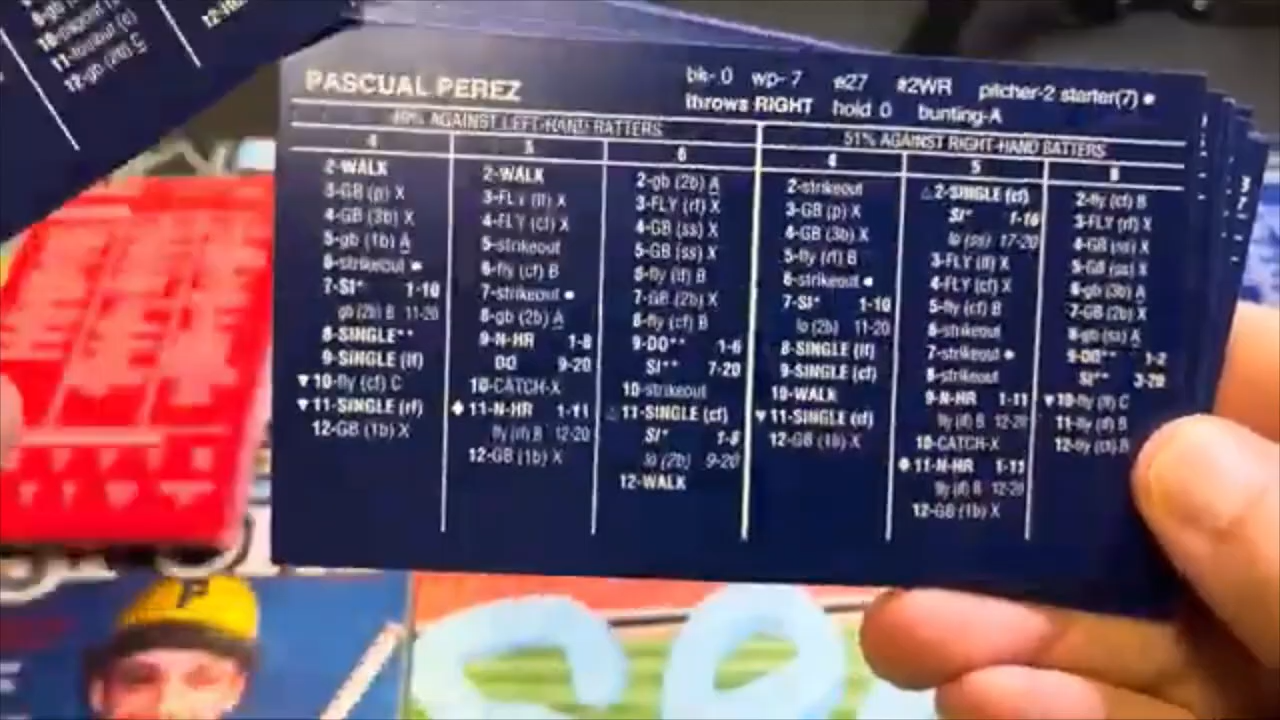 12-gb (2b) C
PASCUAL PEREZ
bk- 0 wp- 7 e27 #2WR pitcher-2 starter(7) •
throws RIGHT hold 0 bunting-A
49% AGAINST LEFT-HAND BATTERS
4
2-WALK
3-GB (p) X
4-GB (3b) X
5-gb (1b) A
6-strikeout •
7-SI* 1-10
gb (2b) B 11-20
8-SINGLE**
9-SINGLE (lf)
▼10-fly (cf) C
▼11-SINGLE (rf)
12-GB (1b) X
5
2-WALK
3-FLY (lf) X
4-FLY (cf) X
5-strikeout
6-fly (cf) B
7-strikeout •
8-gb (2b) A
9-N-HR 1-8
DO 9-20
10-CATCH-X
◆11-N-HR 1-11
fly (lf) B 12-20
12-GB (1b) X
6
2-gb (2b) A
3-FLY (rf) X
4-GB (ss) X
5-GB (ss) X
6-fly (lf) B
7-GB (2b) X
8-fly (cf) B
9-DO** 1-6
SI** 7-20
10-strikeout
△11-SINGLE (cf)
SI* 1-8
lo (2b) 9-20
12-WALK
51% AGAINST RIGHT-HAND BATTERS
4
2-strikeout
3-GB (p) X
4-GB (3b) X
5-fly (rf) B
6-strikeout •
7-SI* 1-10
lo (2b) 11-20
8-SINGLE (lf)
9-SINGLE (cf)
10-WALK
▼11-SINGLE (rf)
12-GB (1b) X
5
△2-SINGLE (cf)
SI* 1-16
lo (ss) 17-20
3-FLY (lf) X
4-FLY (cf) X
5-fly (cf) B
6-strikeout
7-strikeout •
8-strikeout
9-N-HR 1-11
fly (lf) B 12-20
10-CATCH-X
◆11-N-HR 1-11
fly (lf) B 12-20
12-GB (1b) X
6
2-fly (cf) B
3-FLY (rf) X
4-GB (ss) X
5-GB (ss) X
6-gb (3b) A
7-GB (2b) X
8-gb (ss) A
9-DO** 1-2
SI** 3-20
▼10-fly (lf) C
11-fly (lf) B
12-fly (cf) B
P